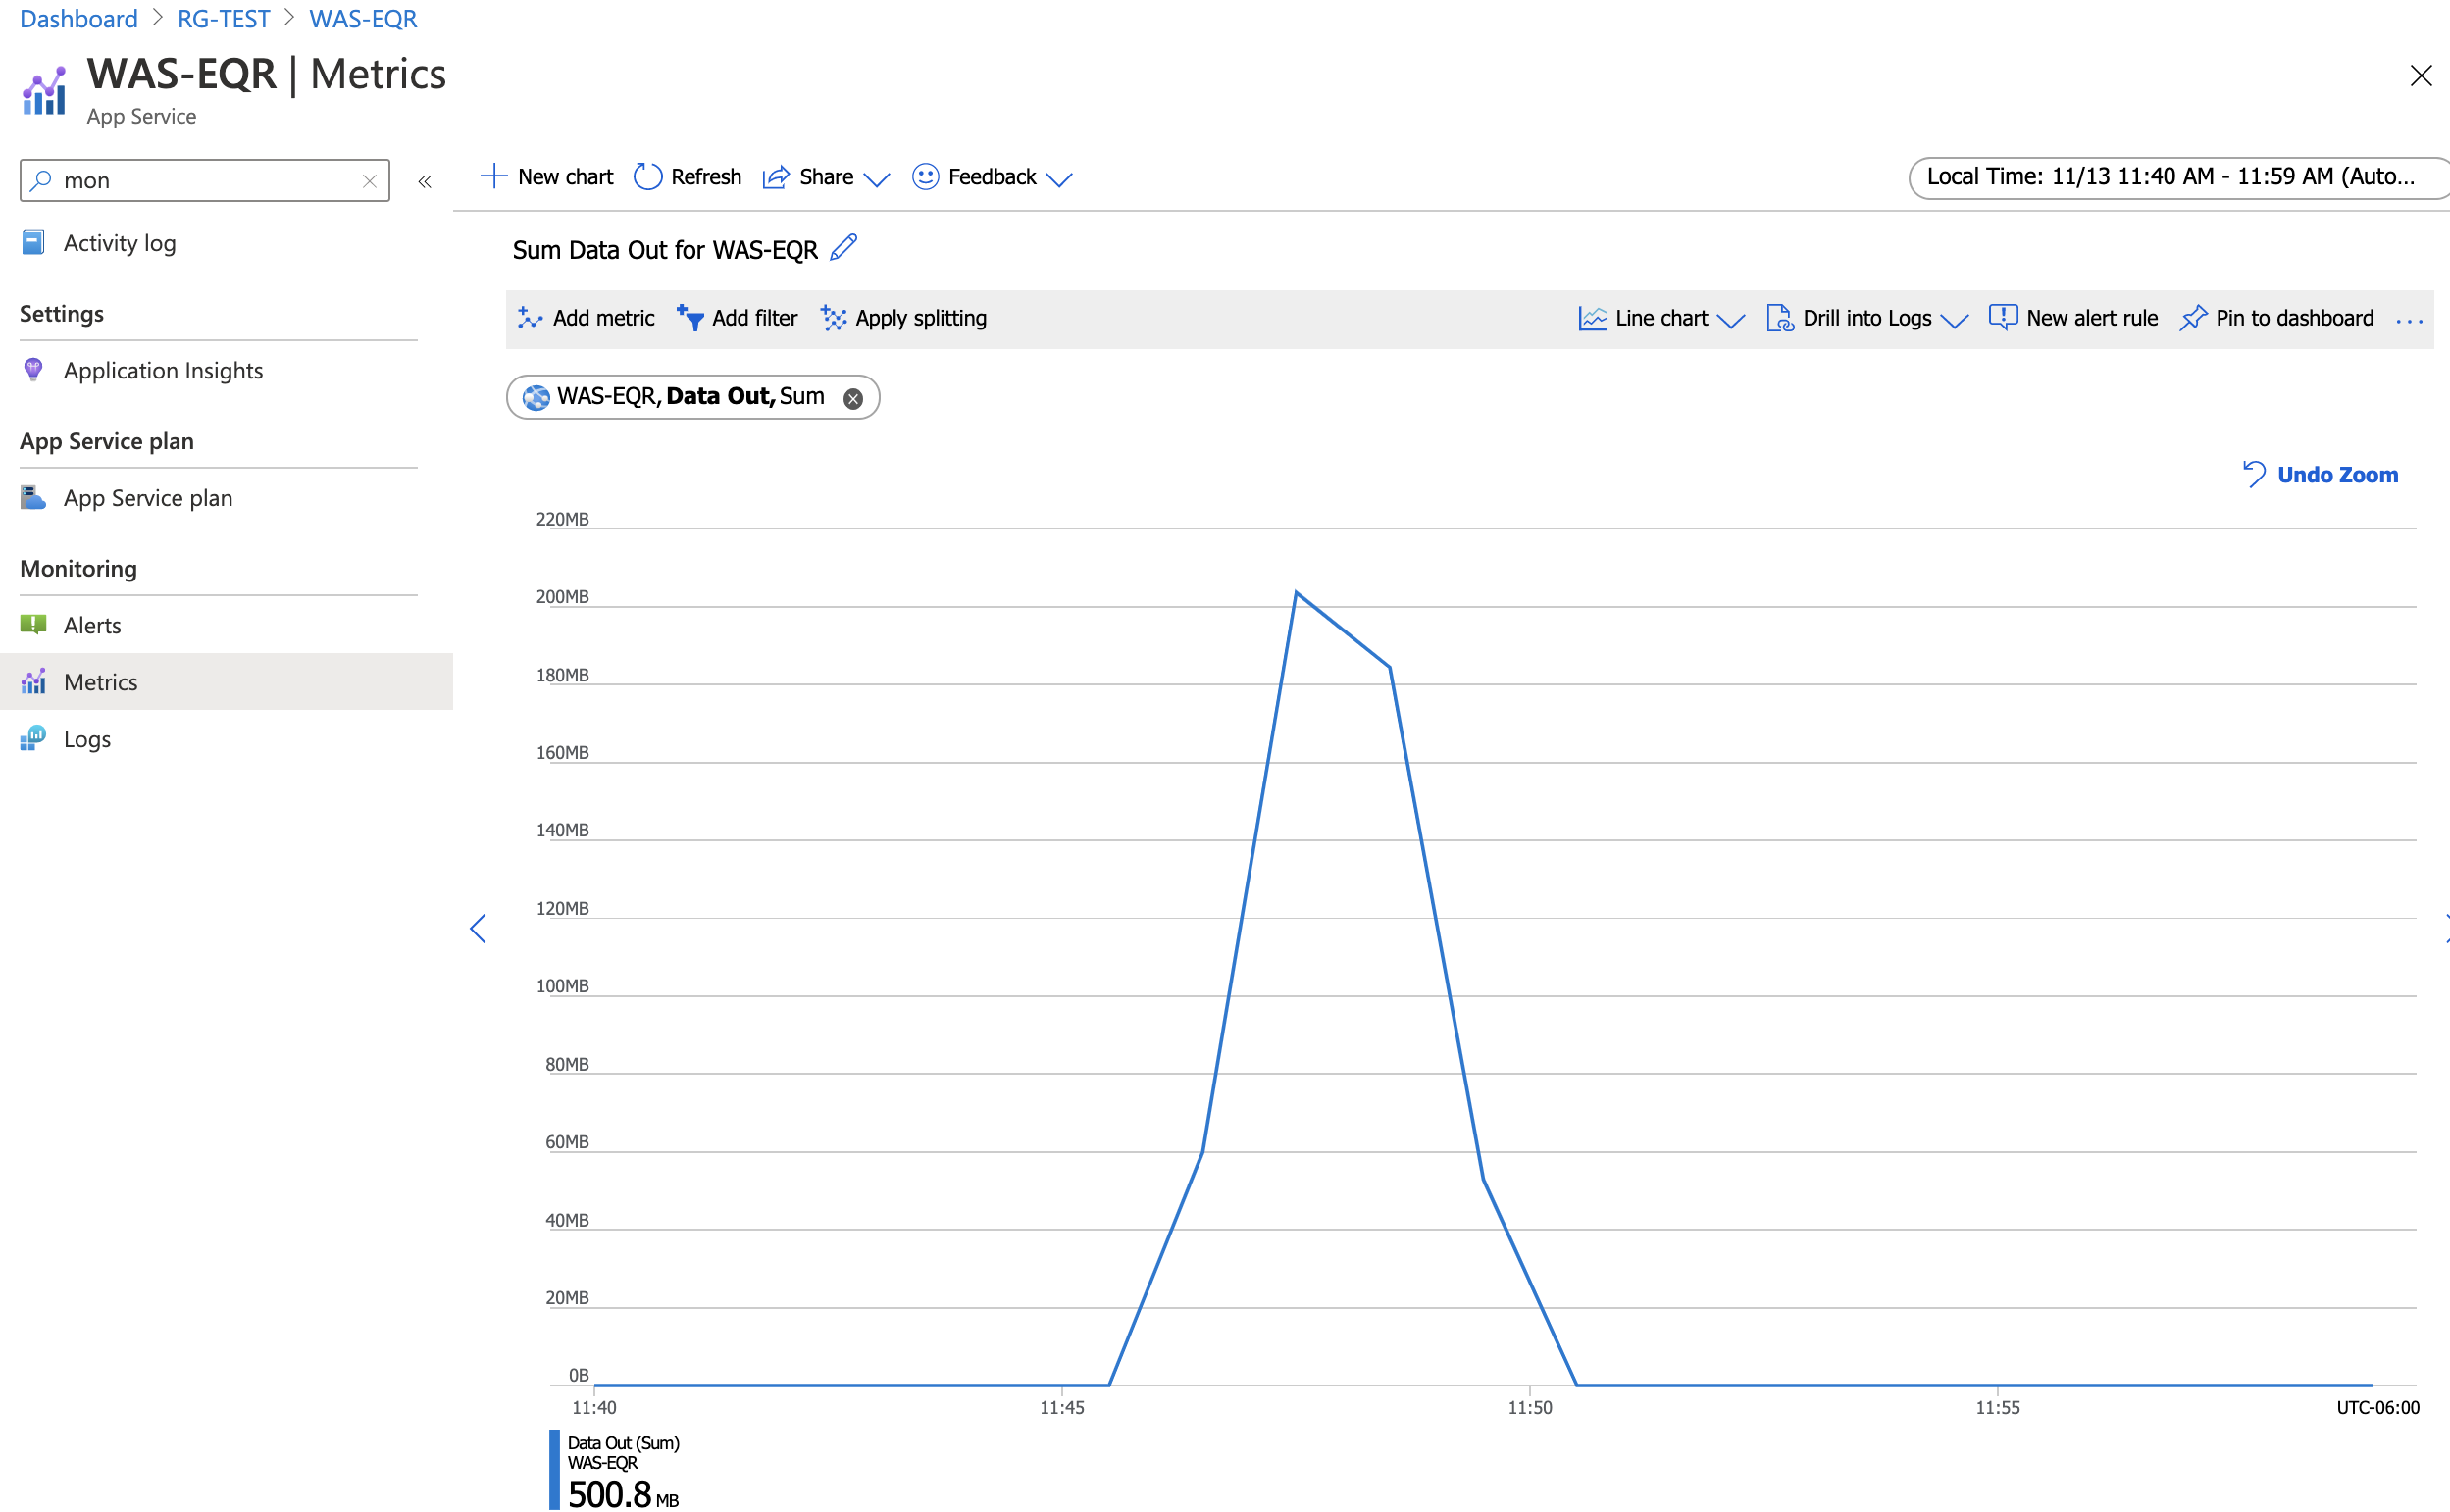 Dashboard > RG-TEST > WAS-EQR
WAS-EQR | Metrics
App Service
mon
«
Activity log
Settings
Application Insights
App Service plan
App Service plan
Monitoring
Alerts
Metrics
Logs
New chart Refresh Share Feedback
Local Time: 11/13 11:40 AM - 11:59 AM (Auto...
Sum Data Out for WAS-EQR
Add metric Add filter Apply splitting Line chart Drill into Logs New alert rule Pin to dashboard ...
WAS-EQR, Data Out, Sum
Undo Zoom
220MB
200MB
180MB
160MB
140MB
120MB
100MB
80MB
60MB
40MB
20MB
0B
11:40 11:45 11:50 11:55 UTC-06:00
Data Out (Sum)
WAS-EQR
500.8 MB